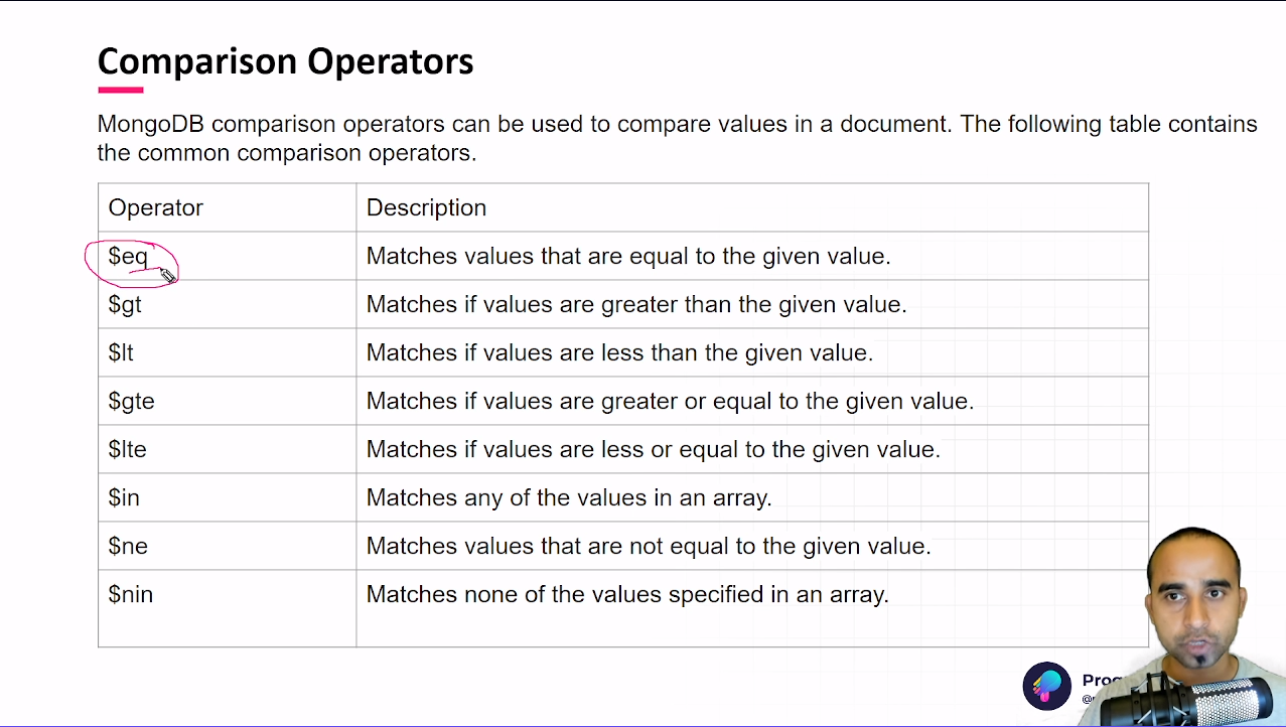 Comparison Operators
MongoDB comparison operators can be used to compare values in a document. The following table contains
the common comparison operators.
Operator Description
$eq Matches values that are equal to the given value.
$gt Matches if values are greater than the given value.
$lt Matches if values are less than the given value.
$gte Matches if values are greater or equal to the given value.
$lte Matches if values are less or equal to the given value.
$in Matches any of the values in an array.
$ne Matches values that are not equal to the given value.
$nin Matches none of the values specified in an array.